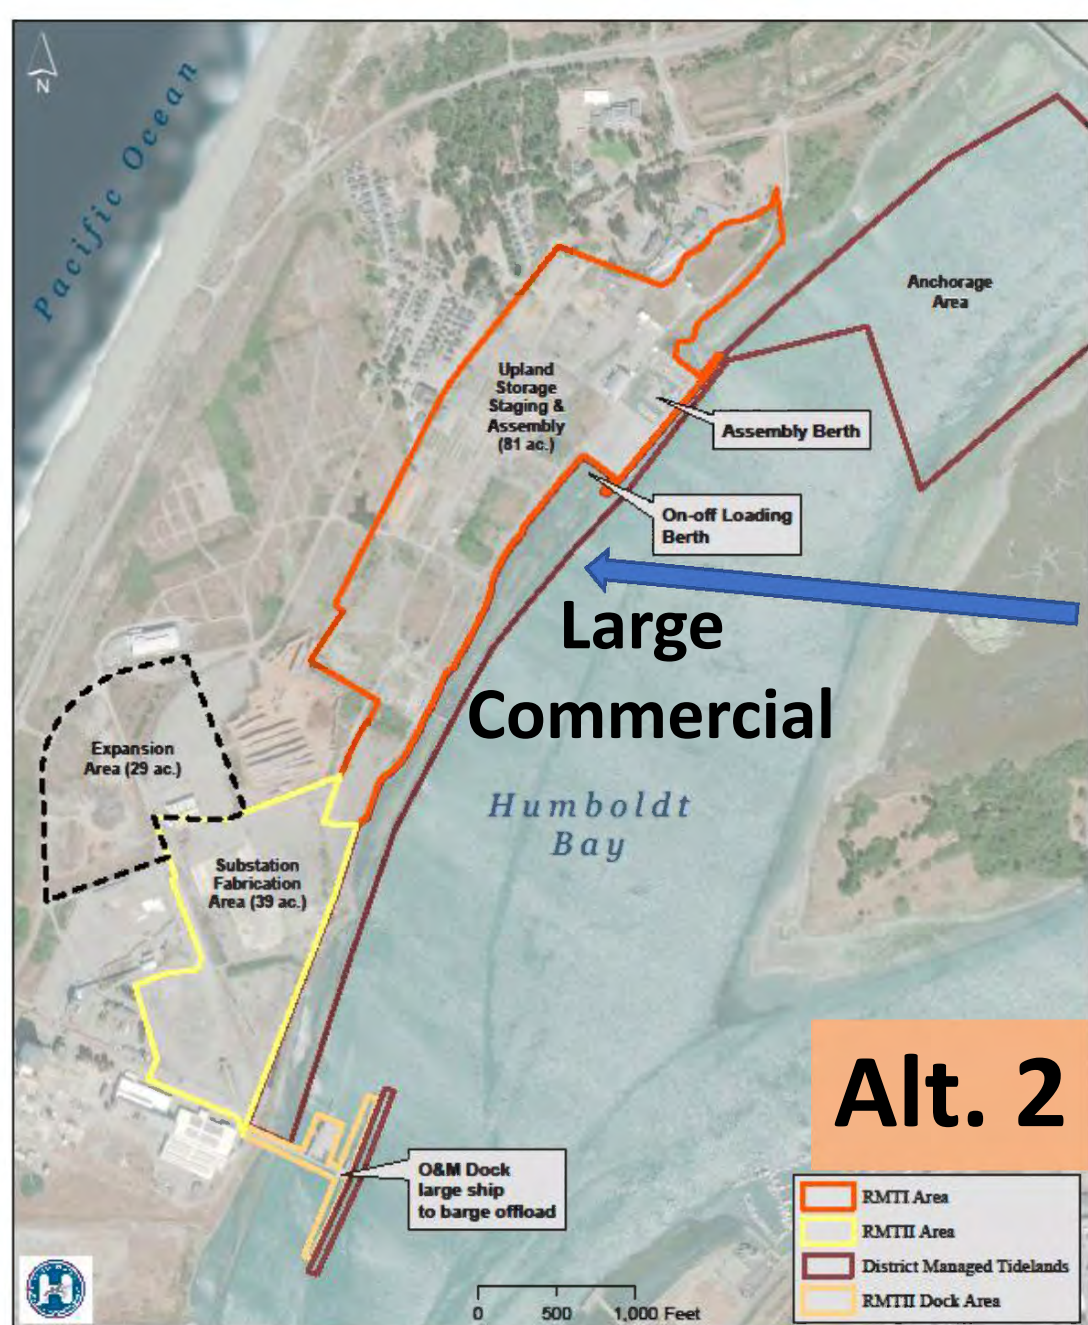 N
Pacific Ocean
Anchorage
Area
Upland
Storage
Staging &
Assembly
(81 ac.)
Assembly Berth
On-off Loading
Berth
Large
Commercial
Expansion
Area (29 ac.)
Humboldt
Bay
Substation
Fabrication
Area (39 ac.)
Alt. 2
O&M Dock
large ship
to barge offload
RMTI Area
RMTII Area
District Managed Tidelands
RMTII Dock Area
0 500 1,000 Feet